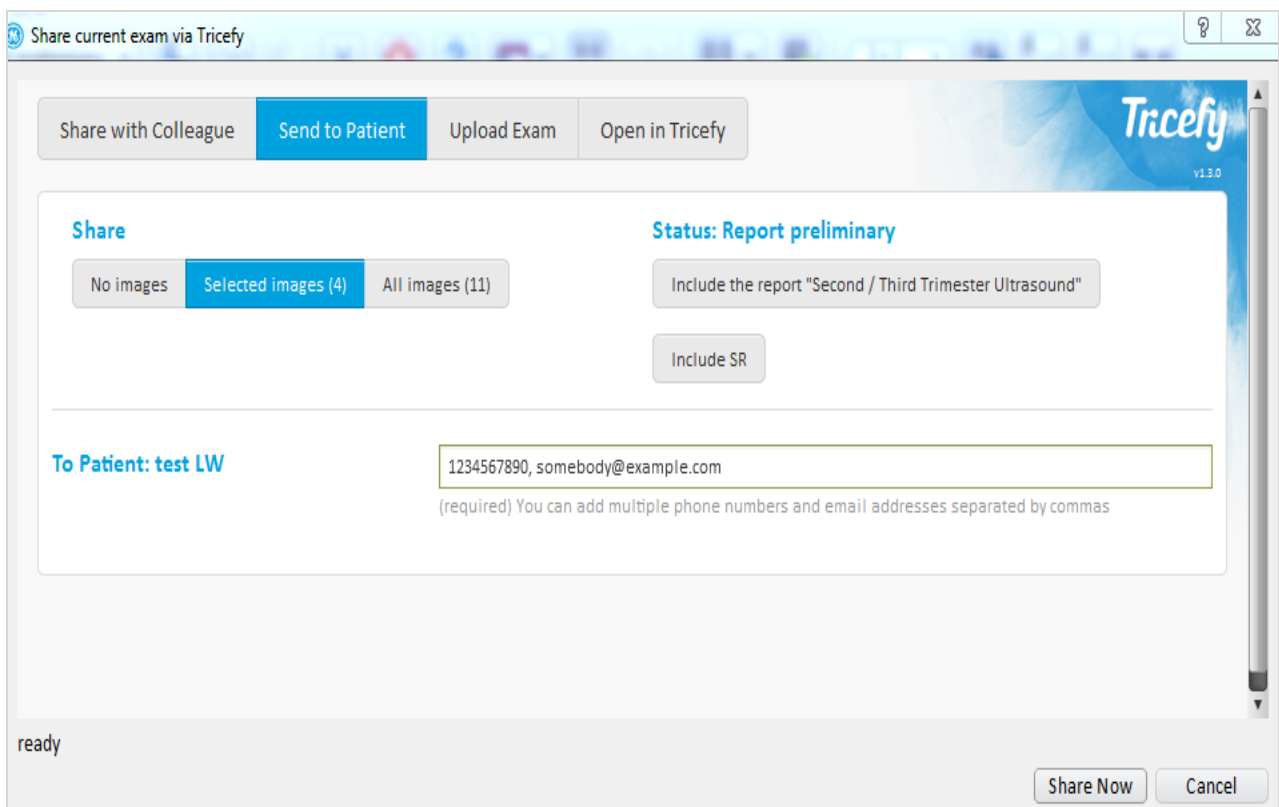 Share current exam via Tricefy
Share with Colleague Send to Patient Upload Exam Open in Tricefy
Tricefy
v1.3.0
Share Status: Report preliminary
No images Selected images (4) All images (11) Include the report "Second / Third Trimester Ultrasound"
Include SR
To Patient: test LW 1234567890, somebody@example.com
(required) You can add multiple phone numbers and email addresses separated by commas
ready
Share Now Cancel